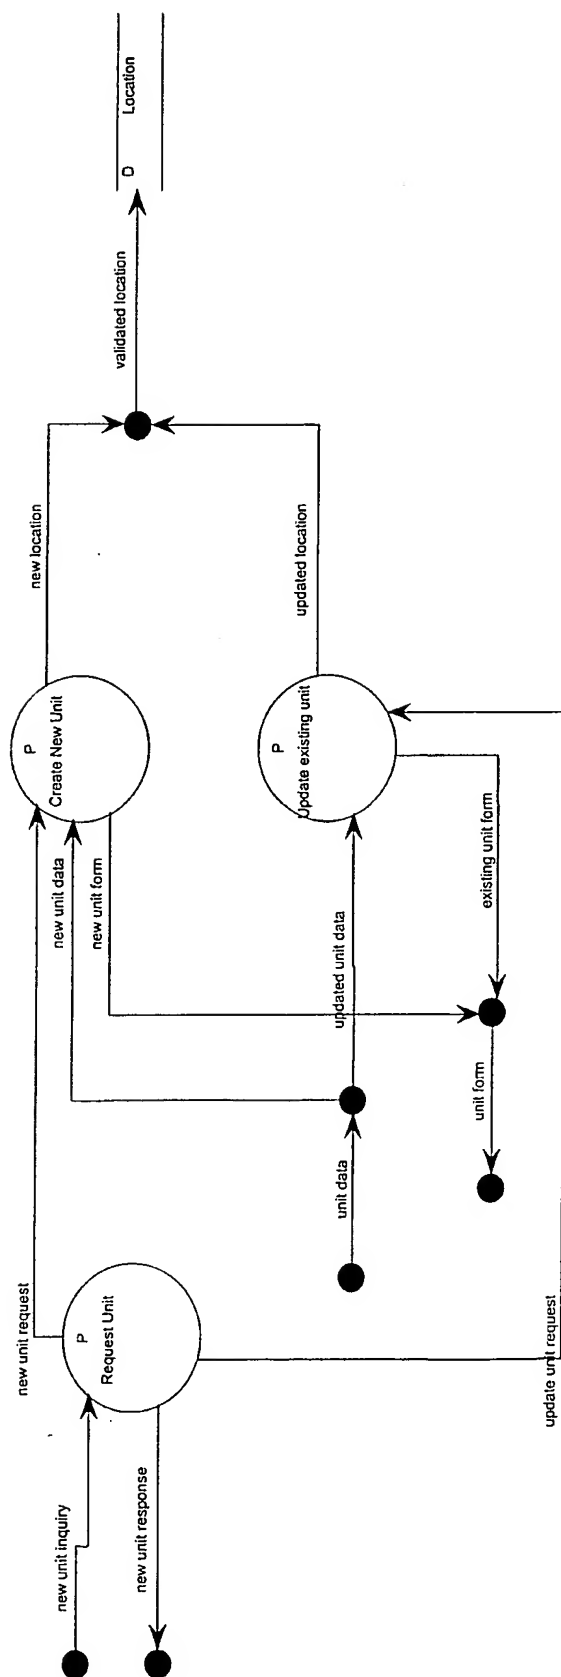 new unit inquiry
new unit response
P
Request Unit
new unit request
update unit request
unit data
unit form
new unit data
new unit form
updated unit data
existing unit form
P
Create New Unit
P
Update existing unit
new location
updated location
validated location
D Location